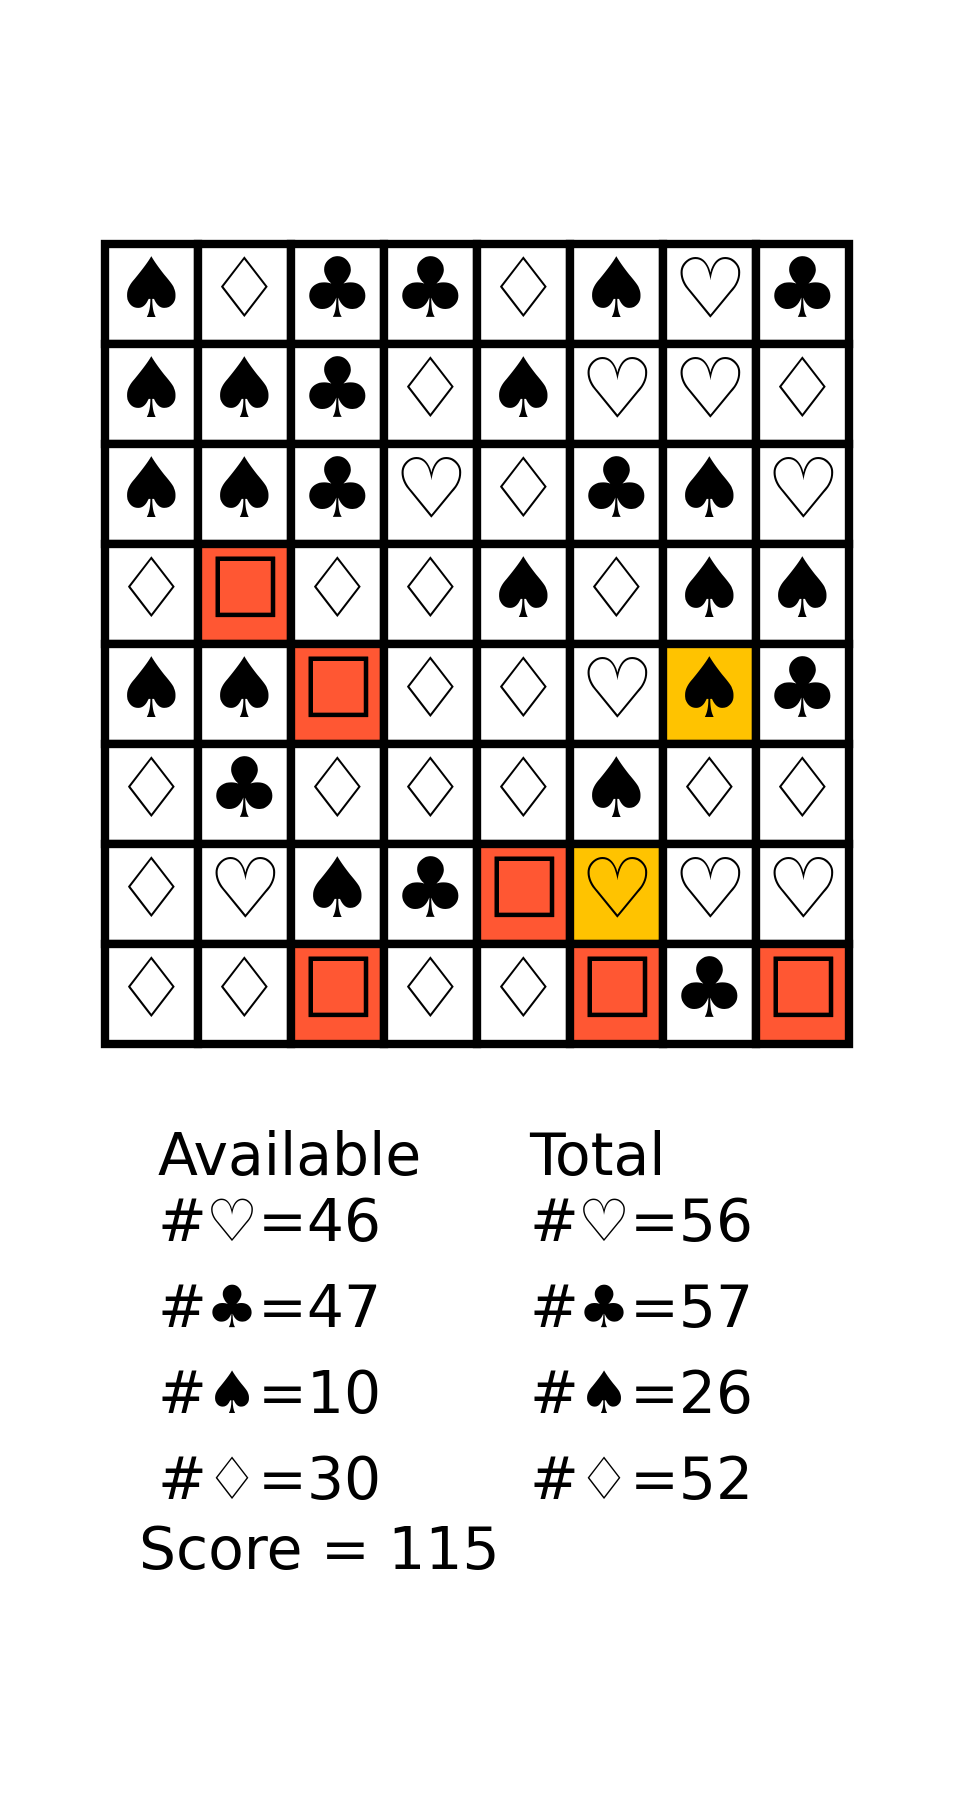 ♠ ♢ ♣ ♣ ♢ ♠ ♡ ♣
♠ ♠ ♣ ♢ ♠ ♡ ♡ ♢
♠ ♠ ♣ ♡ ♢ ♣ ♠ ♡
♢ □ ♢ ♢ ♠ ♢ ♠ ♠
♠ ♠ □ ♢ ♢ ♡ ♠ ♣
♢ ♣ ♢ ♢ ♢ ♠ ♢ ♢
♢ ♡ ♠ ♣ □ ♡ ♡ ♡
♢ ♢ □ ♢ ♢ □ ♣ □
Available Total
#♡=46 #♡=56
#♣=47 #♣=57
#♠=10 #♠=26
#♢=30 #♢=52
Score = 115